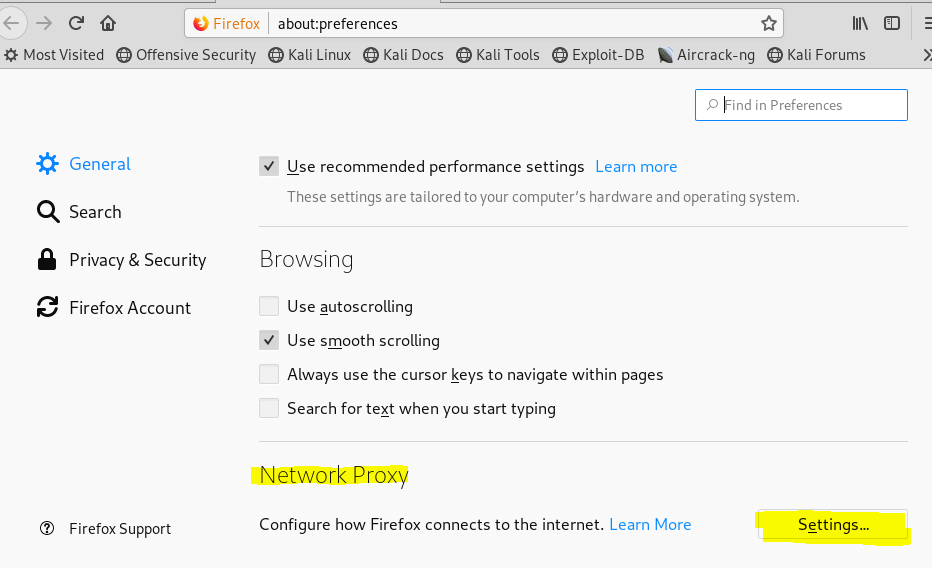 Firefox about:preferences
Most Visited Offensive Security Kali Linux Kali Docs Kali Tools Exploit-DB Aircrack-ng Kali Forums
Find in Preferences
General
Search
Privacy & Security
Firefox Account
Firefox Support
Use recommended performance settings Learn more
These settings are tailored to your computer’s hardware and operating system.
Browsing
Use autoscrolling
Use smooth scrolling
Always use the cursor keys to navigate within pages
Search for text when you start typing
Network Proxy
Configure how Firefox connects to the internet. Learn More Settings...